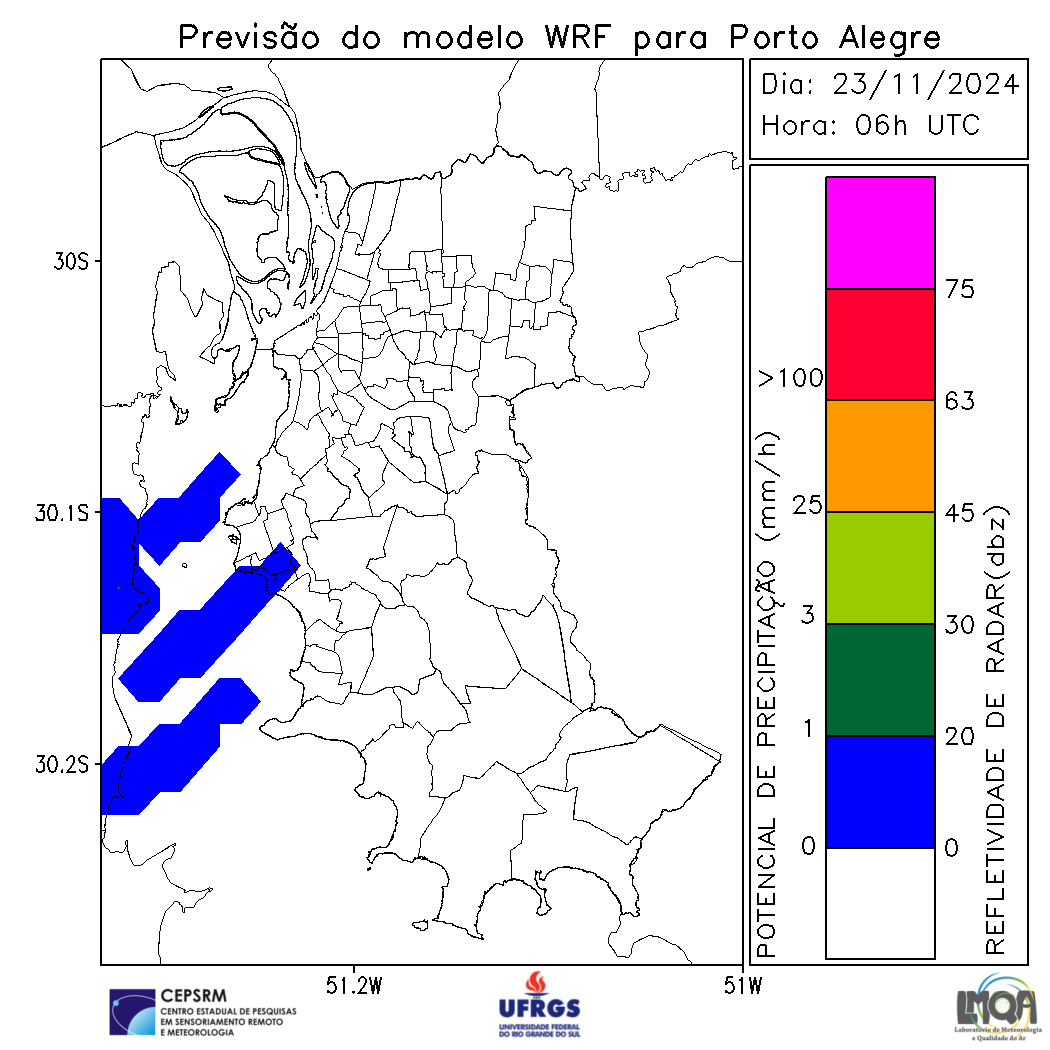 Previsão do modelo WRF para Porto Alegre
Dia: 23/11/2024
Hora: 06h UTC
30S
30.1S
30.2S
51.2W
51W
POTENCIAL DE PRECIPITAÇÃO (mm/h)
>100
25
3
1
0
75
63
45
30
20
0
REFLETIVIDADE DE RADAR(dbz)
CEPSRM
CENTRO ESTADUAL DE PESQUISAS
EM SENSORIAMENTO REMOTO
E METEOROLOGIA
UFRGS
UNIVERSIDADE FEDERAL
DO RIO GRANDE DO SUL
LMQA
Laboratório de Meteorologia
e Qualidade do Ar